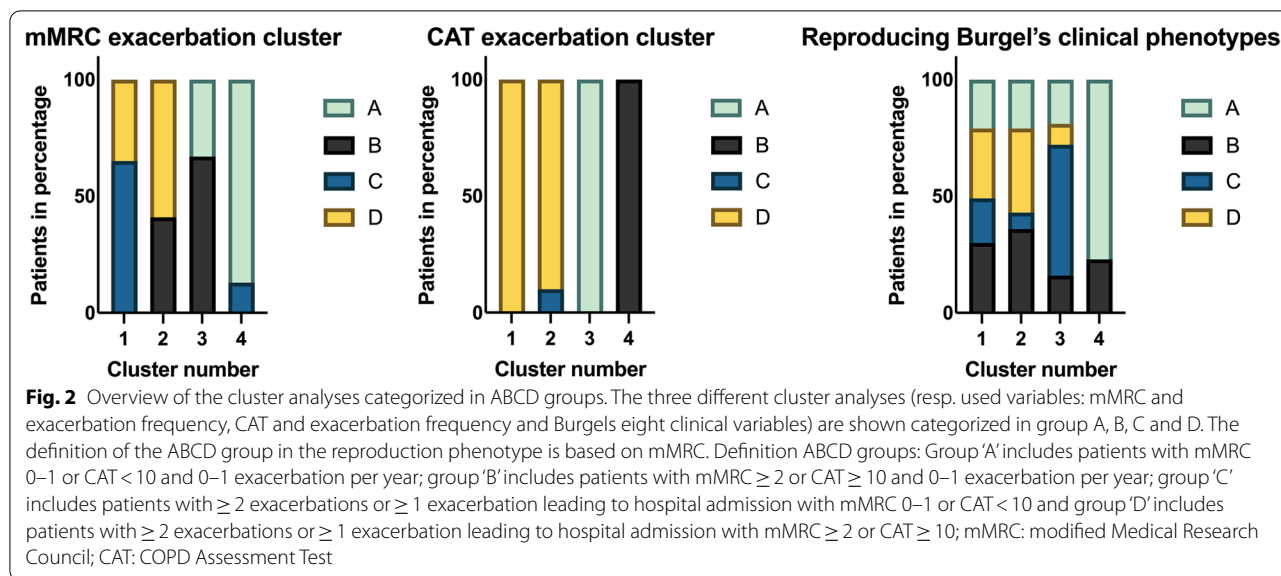 mMRC exacerbation cluster
Patients in percentage
100
50
0
1 2 3 4
Cluster number
A
B
C
D
CAT exacerbation cluster
Patients in percentage
100
50
0
1 2 3 4
Cluster number
A
B
C
D
Reproducing Burgel's clinical phenotypes
Patients in percentage
100
50
0
1 2 3 4
Cluster number
A
B
C
D
Fig. 2 Overview of the cluster analyses categorized in ABCD groups. The three different cluster analyses (resp. used variables: mMRC and
exacerbation frequency, CAT and exacerbation frequency and Burgels eight clinical variables) are shown categorized in group A, B, C and D. The
definition of the ABCD group in the reproduction phenotype is based on mMRC. Definition ABCD groups: Group ‘A’ includes patients with mMRC
0–1 or CAT < 10 and 0–1 exacerbation per year; group ‘B’ includes patients with mMRC ≥ 2 or CAT ≥ 10 and 0–1 exacerbation per year; group ‘C’
includes patients with ≥ 2 exacerbations or ≥ 1 exacerbation leading to hospital admission with mMRC 0–1 or CAT < 10 and group ‘D’ includes
patients with ≥ 2 exacerbations or ≥ 1 exacerbation leading to hospital admission with mMRC ≥ 2 or CAT ≥ 10; mMRC: modified Medical Research
Council; CAT: COPD Assessment Test